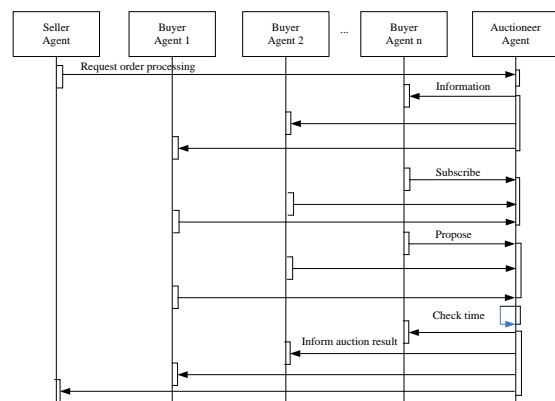 Seller
Agent
Buyer
Agent 1
Buyer
Agent 2
...
Buyer
Agent n
Auctioneer
Agent
Request order processing
Information
Subscribe
Propose
Check time
Inform auction result